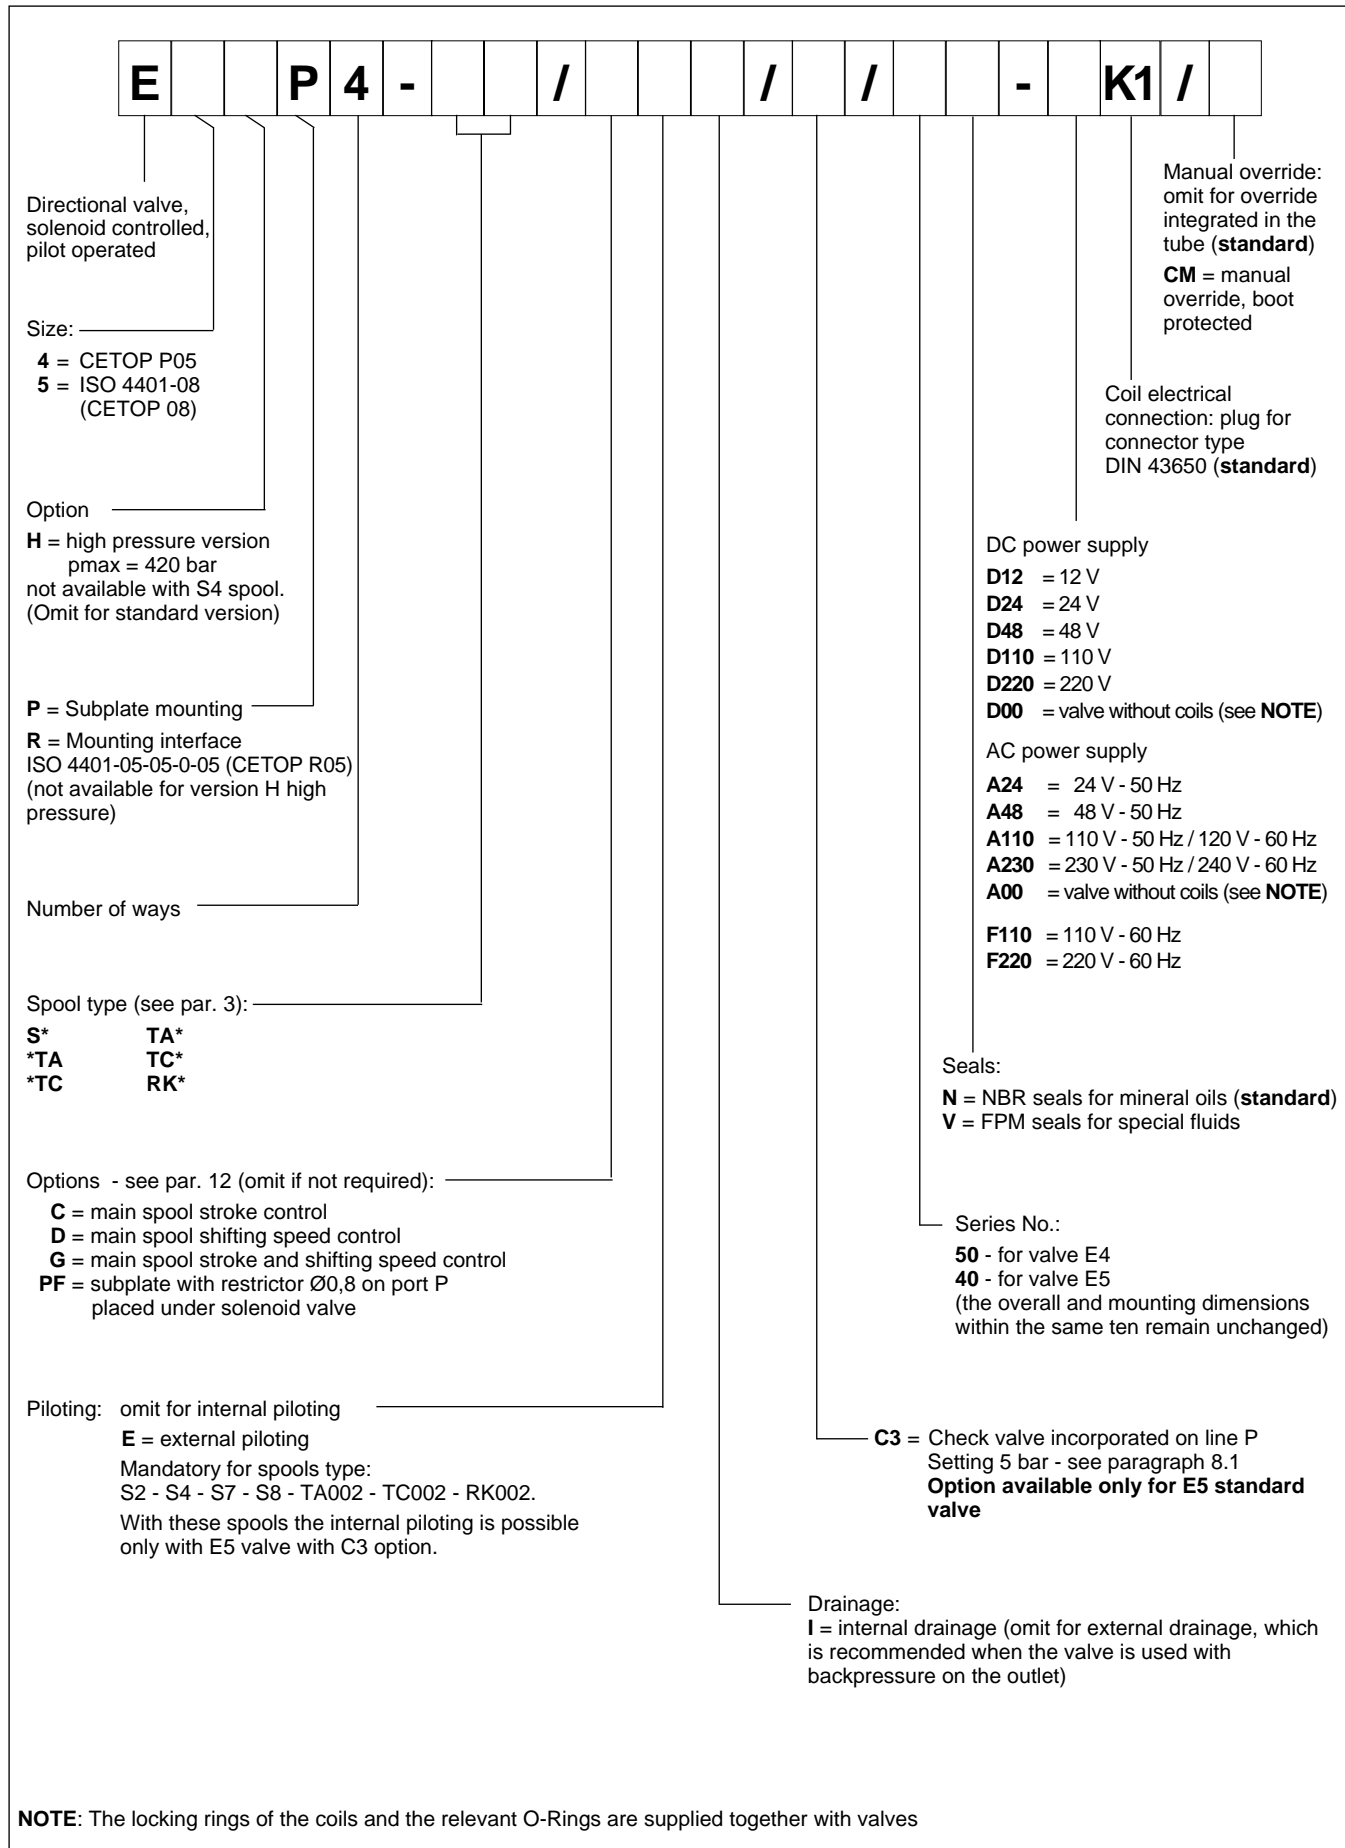 E P 4 - / / / - K1 /
Directional valve,
solenoid controlled,
pilot operated
Size:
4 = CETOP P05
5 = ISO 4401-08
(CETOP 08)
Option
H = high pressure version
pmax = 420 bar
not available with S4 spool.
(Omit for standard version)
P = Subplate mounting
R = Mounting interface
ISO 4401-05-05-0-05 (CETOP R05)
(not available for version H high
pressure)
Number of ways
Spool type (see par. 3):
S* TA*
*TA TC*
*TC RK*
Options - see par. 12 (omit if not required):
C = main spool stroke control
D = main spool shifting speed control
G = main spool stroke and shifting speed control
PF = subplate with restrictor Ø0,8 on port P
placed under solenoid valve
Piloting: omit for internal piloting
E = external piloting
Mandatory for spools type:
S2 - S4 - S7 - S8 - TA002 - TC002 - RK002.
With these spools the internal piloting is possible
only with E5 valve with C3 option.
Manual override:
omit for override
integrated in the
tube (standard)
CM = manual
override, boot
protected
Coil electrical
connection: plug for
connector type
DIN 43650 (standard)
DC power supply
D12 = 12 V
D24 = 24 V
D48 = 48 V
D110 = 110 V
D220 = 220 V
D00 = valve without coils (see NOTE)
AC power supply
A24 = 24 V - 50 Hz
A48 = 48 V - 50 Hz
A110 = 110 V - 50 Hz / 120 V - 60 Hz
A230 = 230 V - 50 Hz / 240 V - 60 Hz
A00 = valve without coils (see NOTE)
F110 = 110 V - 60 Hz
F220 = 220 V - 60 Hz
Seals:
N = NBR seals for mineral oils (standard)
V = FPM seals for special fluids
Series No.:
50 - for valve E4
40 - for valve E5
(the overall and mounting dimensions
within the same ten remain unchanged)
C3 = Check valve incorporated on line P
Setting 5 bar - see paragraph 8.1
Option available only for E5 standard
valve
Drainage:
I = internal drainage (omit for external drainage, which
is recommended when the valve is used with
backpressure on the outlet)
NOTE: The locking rings of the coils and the relevant O-Rings are supplied together with valves